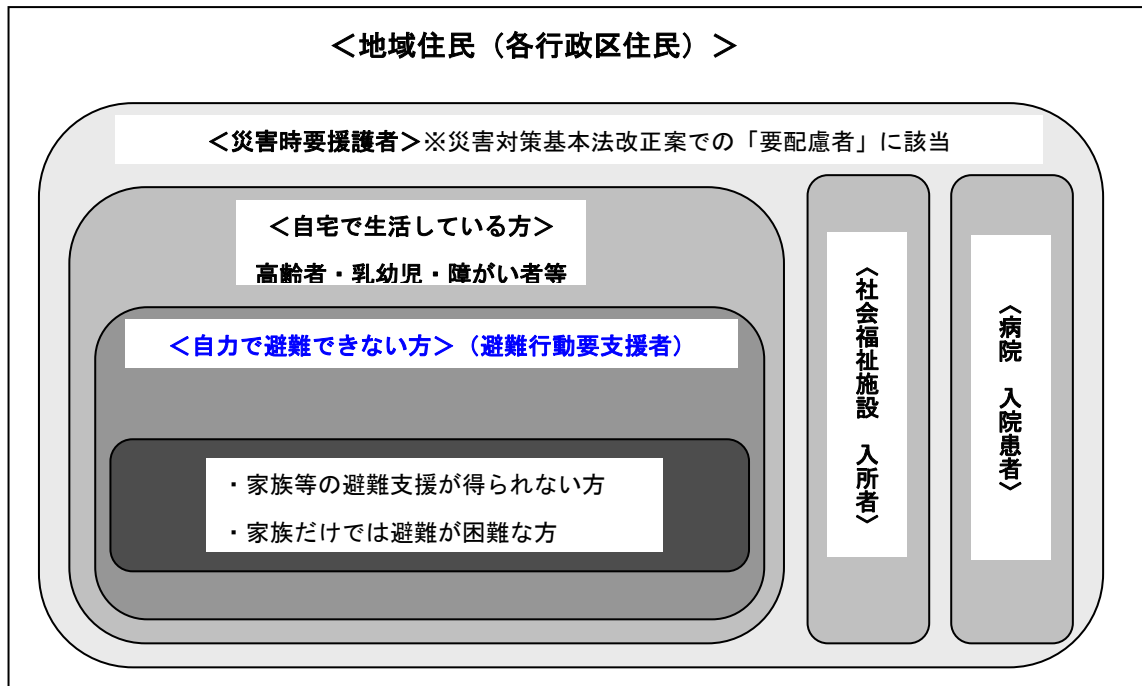 ＜地域住民（各行政区住民）＞
＜災害時要援護者＞※災害対策基本法改正案での「要配慮者」に該当
＜自宅で生活している方＞
高齢者・乳幼児・障がい者等
＜自力で避難できない方＞（避難行動要支援者）
・家族等の避難支援が得られない方
・家族だけでは避難が困難な方
〈社会福祉施設　入所者〉
〈病院　入院患者〉